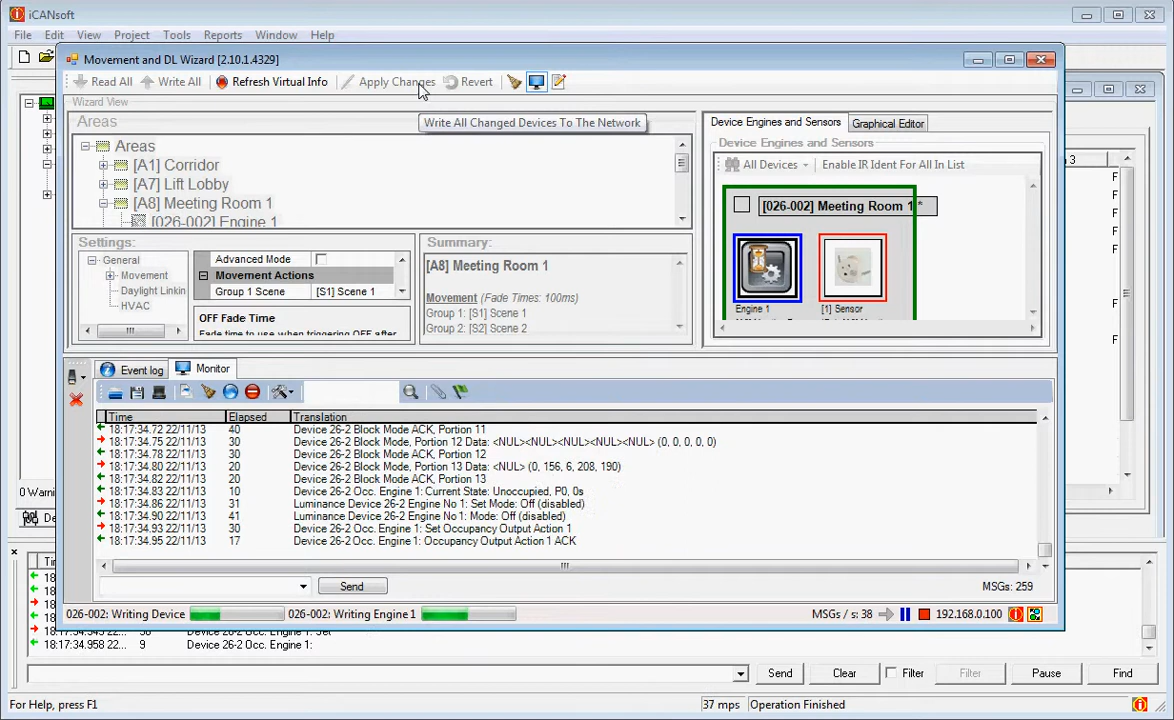 iCANsoft
File Edit View Project Tools Reports Window Help
Movement and DL Wizard [2.10.1.4329]
Read All Write All Refresh Virtual Info Apply Changes Revert
Wizard View
Write All Changed Devices To The Network
Areas
Areas
[A1] Corridor
[A7] Lift Lobby
[A8] Meeting Room 1
[026-002] Engine 1
Device Engines and Sensors Graphical Editor
Device Engines and Sensors
All Devices Enable IR Ident For All In List
[026-002] Meeting Room 1 *
Engine 1 [1] Sensor
Settings:
General
Movement
Daylight Linkin
HVAC
Advanced Mode
Movement Actions
Group 1 Scene [S1] Scene 1
OFF Fade Time
Fade time to use when triggering OFF after
Summary:
[A8] Meeting Room 1
Movement (Fade Times: 100ms)
Group 1: [S1] Scene 1
Group 2: [S2] Scene 2
Event log Monitor
Time Elapsed Translation
18:17:34.72 22/11/13 40 Device 26-2 Block Mode ACK, Portion 11
18:17:34.75 22/11/13 30 Device 26-2 Block Mode, Portion 12 Data: <NUL><NUL><NUL><NUL><NUL> (0, 0, 0, 0, 0)
18:17:34.78 22/11/13 30 Device 26-2 Block Mode ACK, Portion 12
18:17:34.80 22/11/13 20 Device 26-2 Block Mode, Portion 13 Data: <NUL> (0, 156, 6, 208, 190)
18:17:34.82 22/11/13 20 Device 26-2 Block Mode ACK, Portion 13
18:17:34.83 22/11/13 10 Device 26-2 Occ. Engine 1: Current State: Unoccupied, P0, 0s
18:17:34.86 22/11/13 31 Luminance Device 26-2 Engine No 1: Set Mode: Off (disabled)
18:17:34.90 22/11/13 41 Luminance Device 26-2 Engine No 1: Mode: Off (disabled)
18:17:34.93 22/11/13 30 Device 26-2 Occ. Engine 1: Set Occupancy Output Action 1
18:17:34.95 22/11/13 17 Device 26-2 Occ. Engine 1: Occupancy Output Action 1 ACK
Send MSGs: 259
026-002: Writing Device 026-002: Writing Engine 1 MSGs / s: 38 192.168.0.100
0 Warni
De
18:17:34.958 22... 9 Device 26-2 Occ. Engine 1:
Send Clear Filter Filter Pause Find
For Help, press F1 37 mps Operation Finished